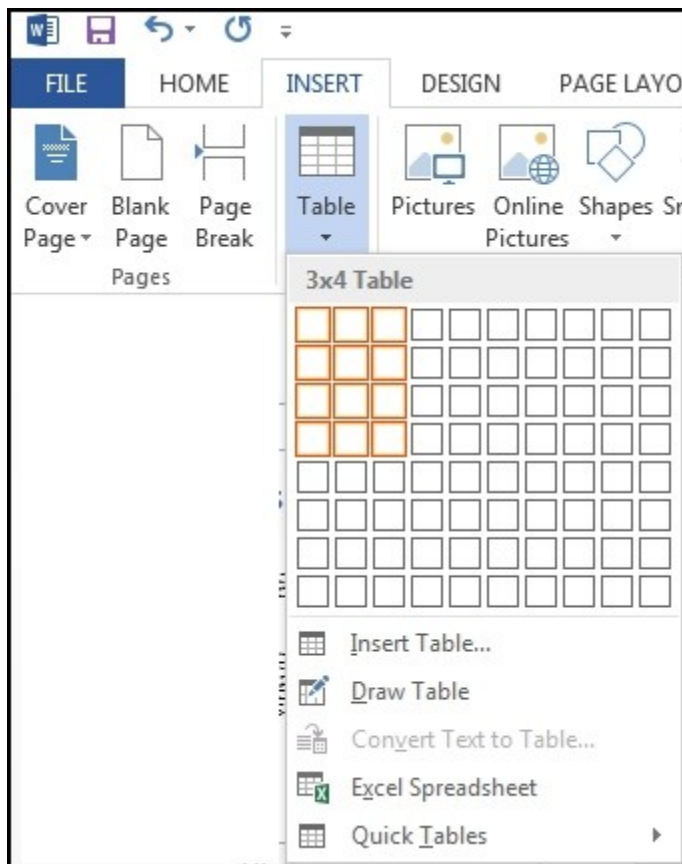 FILE HOME INSERT DESIGN PAGE LAYO
Cover Blank Page Table Pictures Online Shapes Sr
Page Page Break Pictures
Pages
3x4 Table
Insert Table...
Draw Table
Convert Text to Table...
Excel Spreadsheet
Quick Tables